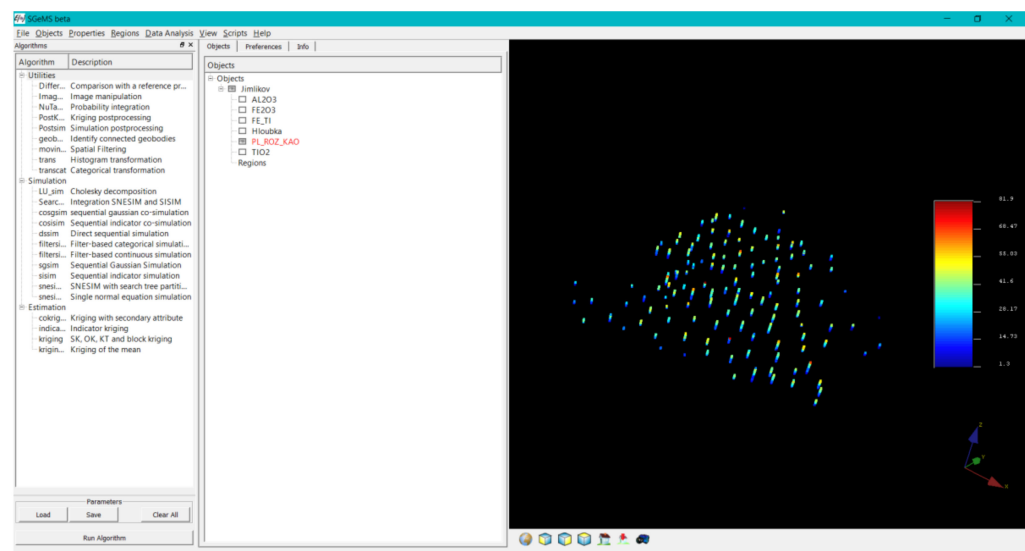 SGeMS beta
File Objects Properties Regions Data Analysis View Scripts Help
Algorithms
Objects Preferences Info
Algorithm Description
Utilities
Differ... Comparison with a reference pr...
Imag... Image manipulation
NuTa... Probability integration
PostK... Kriging postprocessing
Postsim Simulation postprocessing
geob... Identify connected geobodies
movin... Spatial Filtering
trans Histogram transformation
transcat Categorical transformation
Simulation
LU_sim Cholesky decomposition
Searc... Integration SNESIM and SISIM
cosgsim sequential gaussian co-simulation
cosisim Sequential indicator co-simulation
dssim Direct sequential simulation
filtersi... Filter-based categorical simulati...
filtersi... Filter-based continuous simulation
sgsim Sequential Gaussian Simulation
sisim Sequential indicator simulation
snesi... SNESIM with search tree partiti...
snesi... Single normal equation simulation
Estimation
cokrig... Kriging with secondary attribute
indica... Indicator kriging
kriging SK, OK, KT and block kriging
krigin... Kriging of the mean
Parameters
Load Save Clear All
Run Algorithm
Objects
Objects
Jimlikov
AL2O3
FE2O3
FE_TI
Hloubka
PL_ROZ_KAO
TIO2
Regions
81.9
68.47
41.6
28.17
14.73
1.3
Z
Y
X